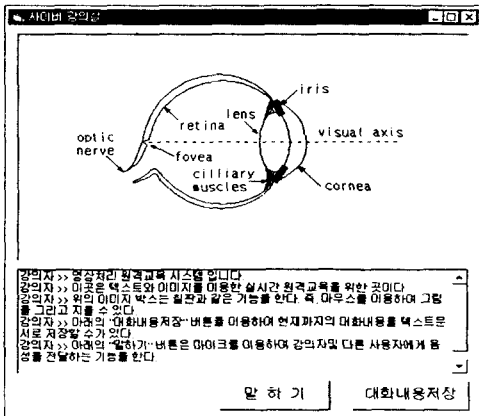 사이버 강의실
iris
lens
retina
visual axis
optic
nerve
fovea
cilliary
muscles
cornea
강의자 >> 영상처리 원격교육 시스템 입니다
강의자 >> 이곳은 텍스트와 이미지를 이용한 실시간 원격교육을 위한 곳이다
강의자 >> 위의 이미지 박스는 칠판과 같은 기능를 한다. 즉, 마우스를 이용하여 그림
를 그리고 지를 수 있다
강의자 >> 아래의 "대화내용저장" 버튼를 이용하여 현재까지의 대화내용를 텍스트문
서로 저장할 수가 있다
강의자 >> 아래의 "말하기" 버튼은 마이크를 이용하여 강의자및 다른 사용자에게 음
성를 전달하는 기능를 한다
말 하 기
대화내용저장